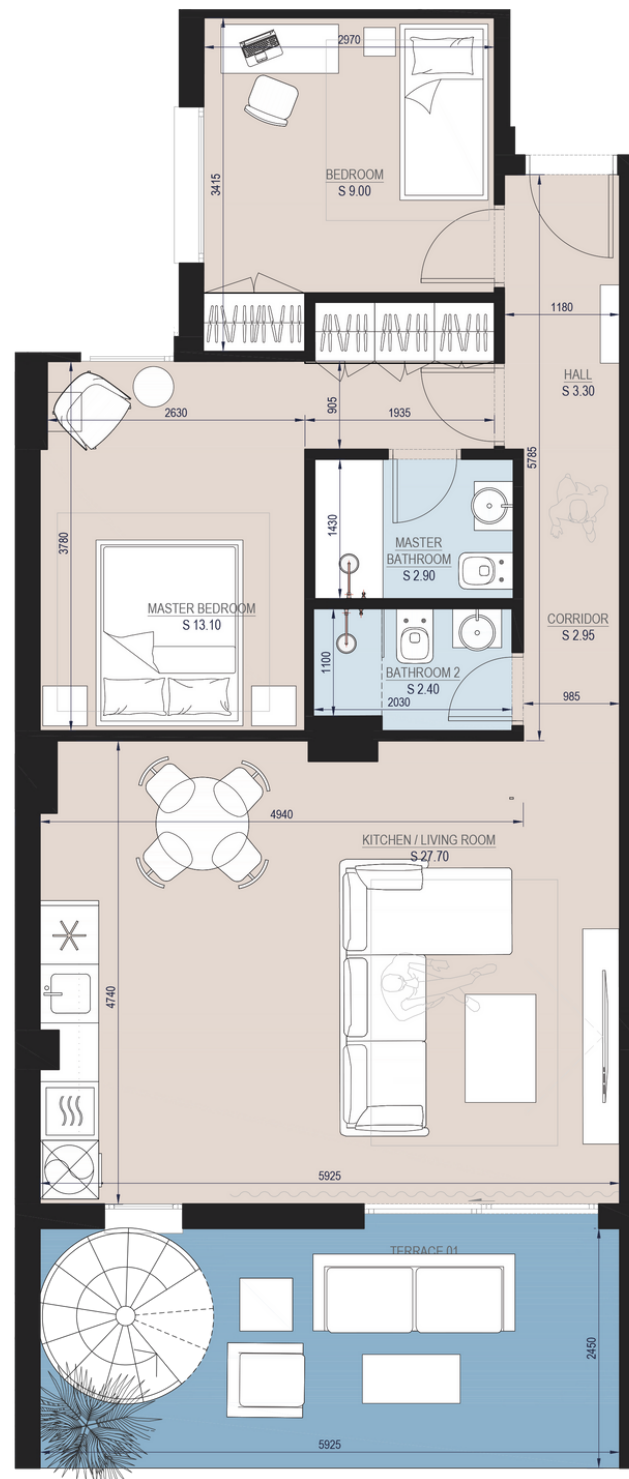 2970
BEDROOM
S 9.00
3415
1180
HALL
S 3.30
2630
905
1935
5785
3780
1430
MASTER
BATHROOM
S 2.90
MASTER BEDROOM
S 13.10
CORRIDOR
S 2.95
1100
BATHROOM 2
S 2.40
2030
985
4940
KITCHEN / LIVING ROOM
S 27.70
4740
5925
TERRACE 01
2450
5925